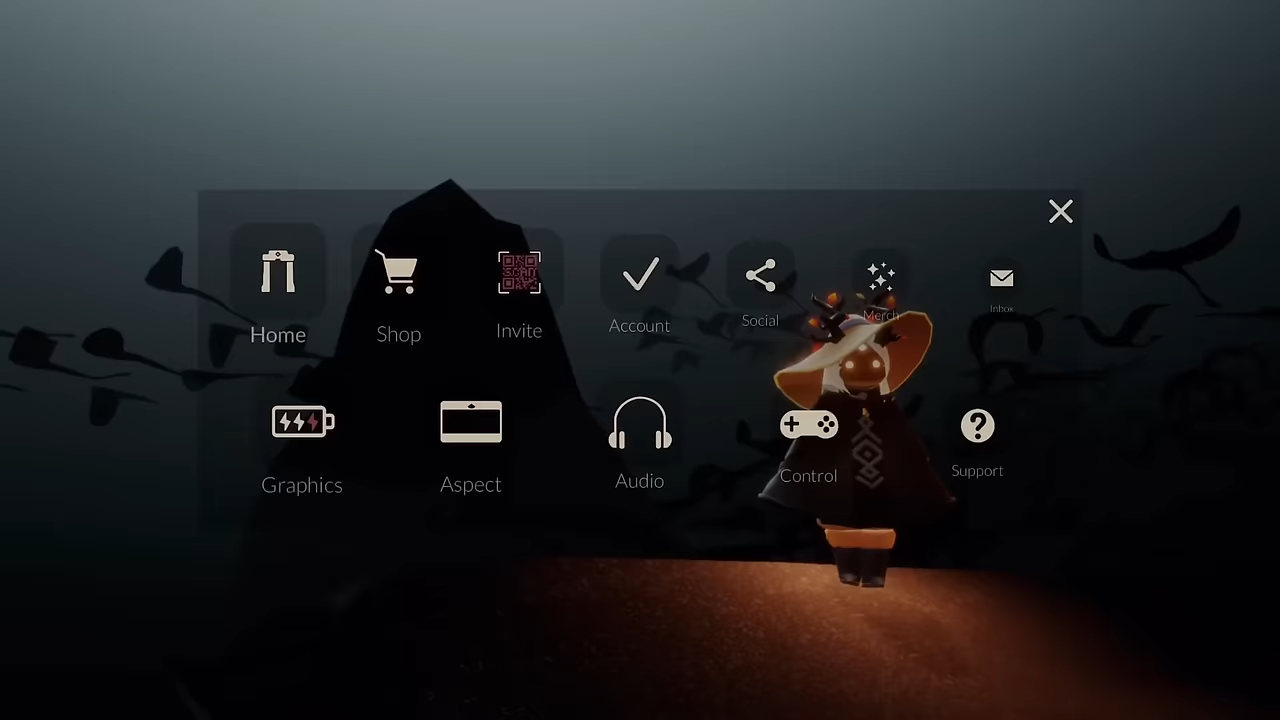 Home
Shop
Invite
Account
Social
Merch
Inbox
Graphics
Aspect
Audio
Control
Support